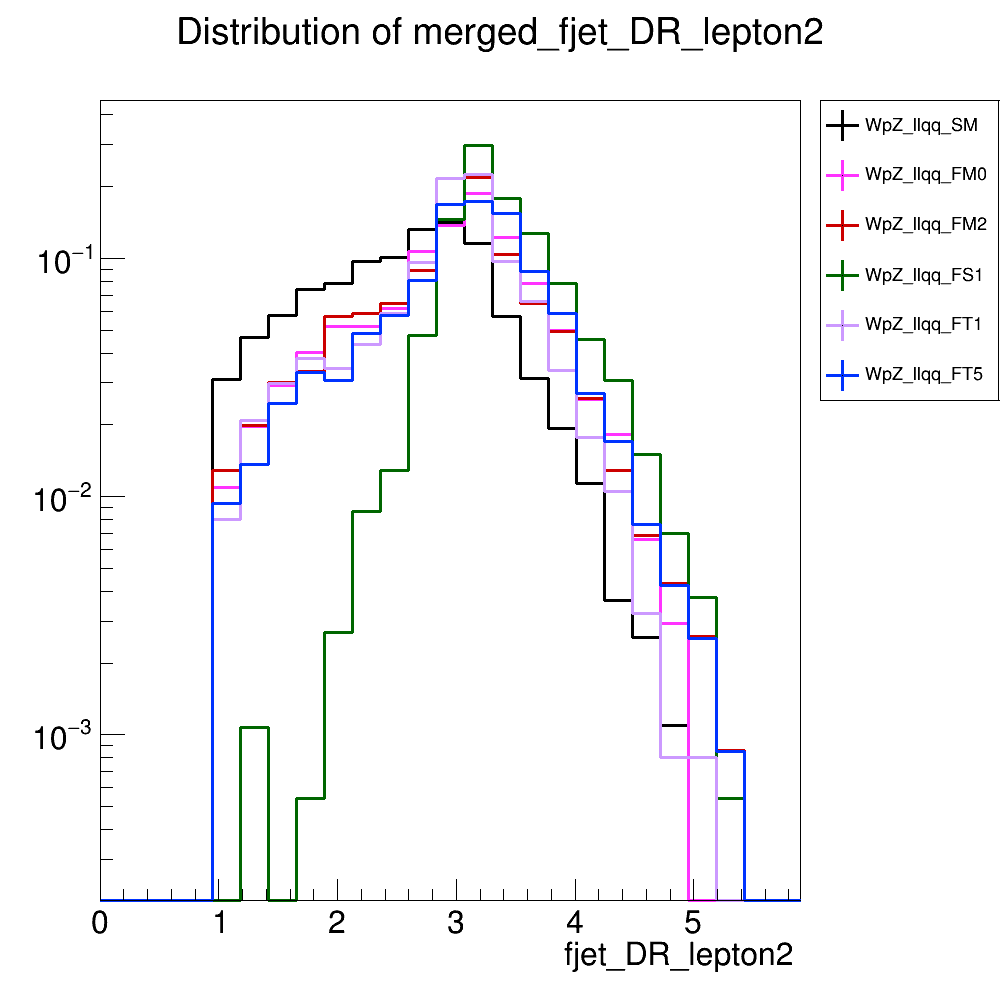 Distribution of merged_fjet_DR_lepton2
WpZ_llqq_SM
WpZ_llqq_FM0
WpZ_llqq_FM2
WpZ_llqq_FS1
WpZ_llqq_FT1
WpZ_llqq_FT5
10⁻¹
10⁻²
10⁻³
0 1 2 3 4 5
fjet_DR_lepton2